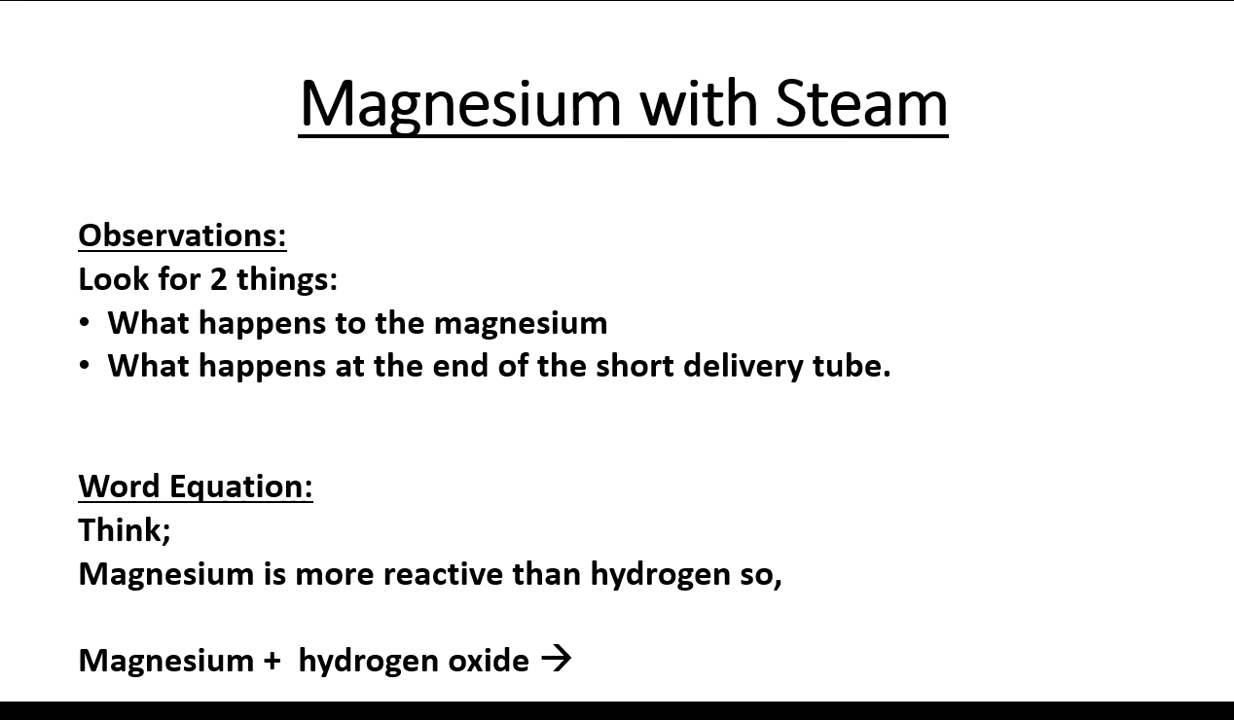 Magnesium with Steam
Observations:
Look for 2 things:
• What happens to the magnesium
• What happens at the end of the short delivery tube.
Word Equation:
Think;
Magnesium is more reactive than hydrogen so,
Magnesium + hydrogen oxide →